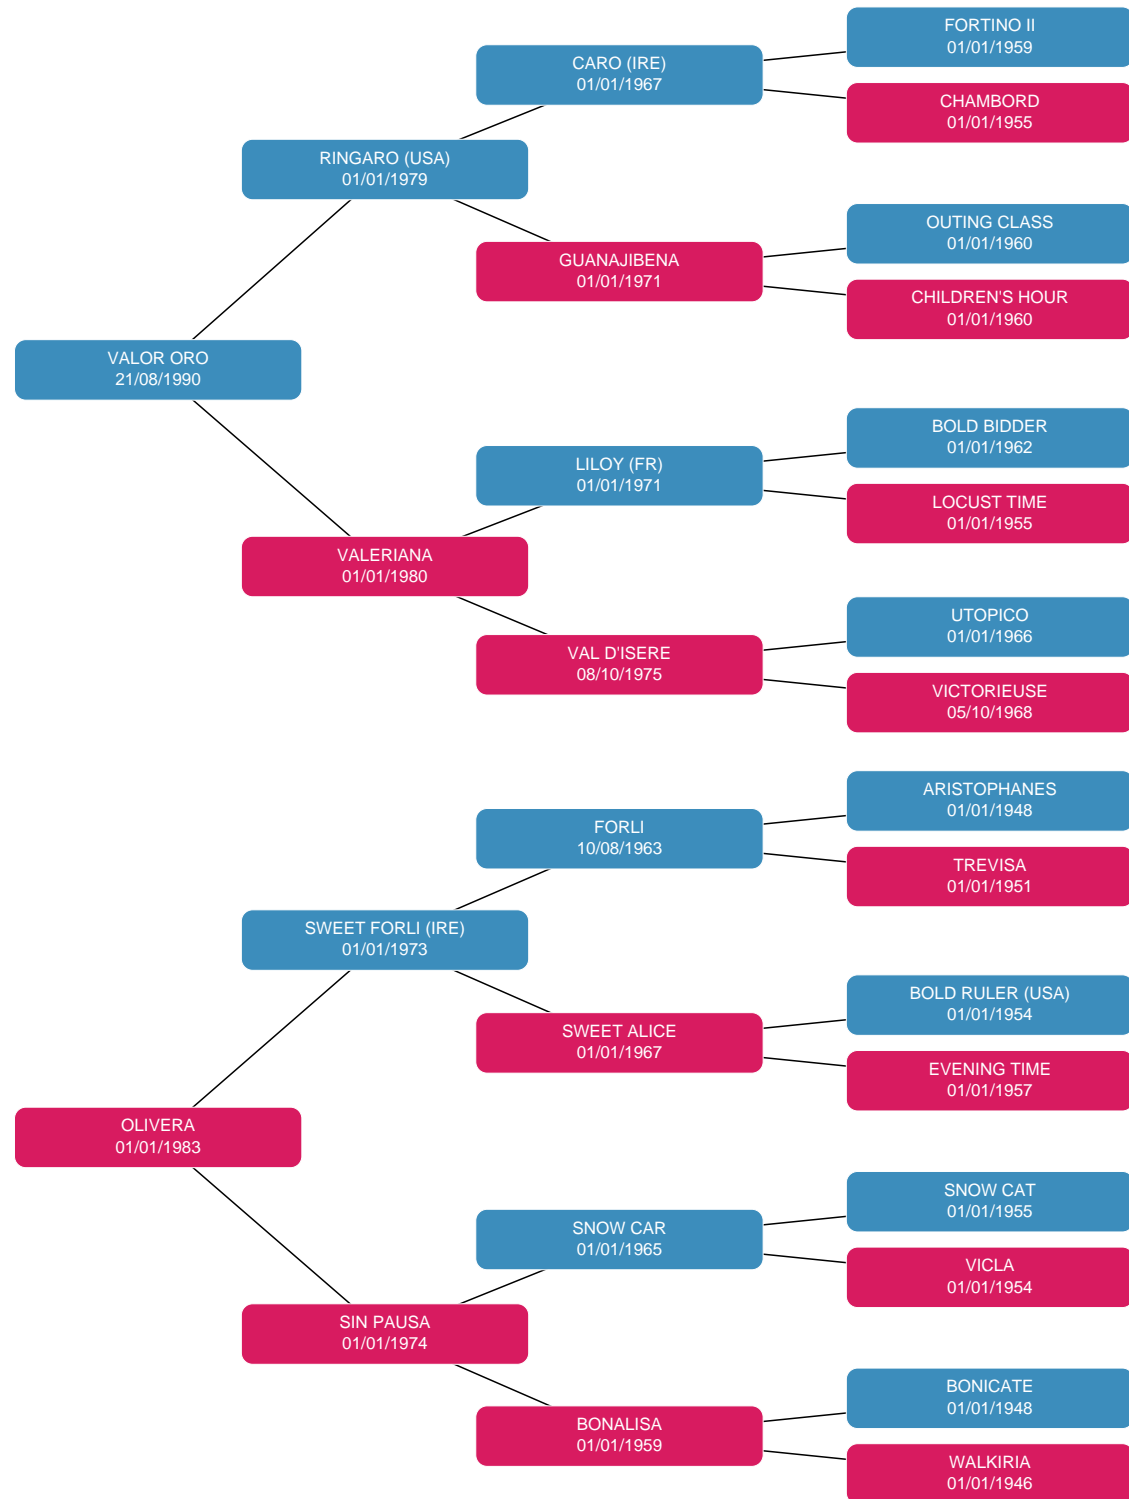 FORTINO II
01/01/1959
CARO (IRE)
01/01/1967
CHAMBORD
01/01/1955
RINGARO (USA)
01/01/1979
OUTING CLASS
01/01/1960
GUANAJIBENA
01/01/1971
CHILDREN'S HOUR
01/01/1960
VALOR ORO
21/08/1990
BOLD BIDDER
01/01/1962
LILOY (FR)
01/01/1971
LOCUST TIME
01/01/1955
VALERIANA
01/01/1980
UTOPICO
01/01/1966
VAL D'ISERE
08/10/1975
VICTORIEUSE
05/10/1968
ARISTOPHANES
01/01/1948
FORLI
10/08/1963
TREVISA
01/01/1951
SWEET FORLI (IRE)
01/01/1973
BOLD RULER (USA)
01/01/1954
SWEET ALICE
01/01/1967
EVENING TIME
01/01/1957
OLIVERA
01/01/1983
SNOW CAT
01/01/1955
SNOW CAR
01/01/1965
VICLA
01/01/1954
SIN PAUSA
01/01/1974
BONICATE
01/01/1948
BONALISA
01/01/1959
WALKIRIA
01/01/1946